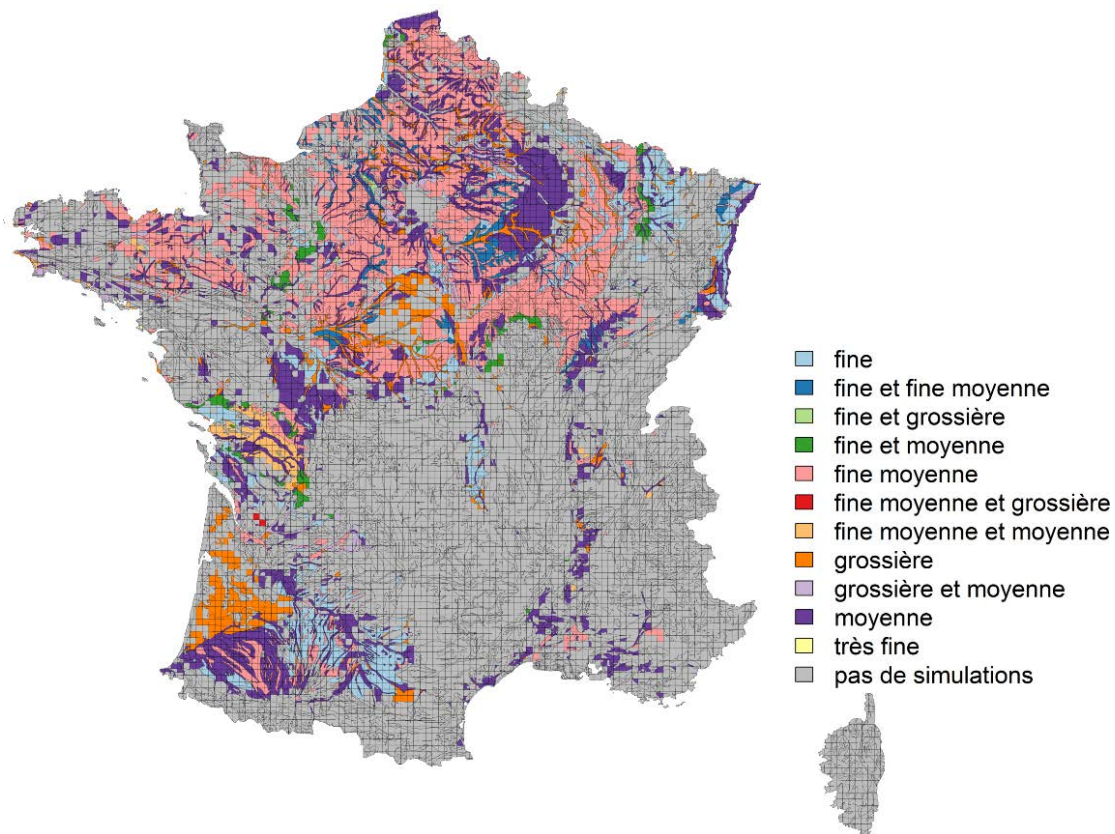 fine
fine et fine moyenne
fine et grossière
fine et moyenne
fine moyenne
fine moyenne et grossière
fine moyenne et moyenne
grossière
grossière et moyenne
moyenne
très fine
pas de simulations